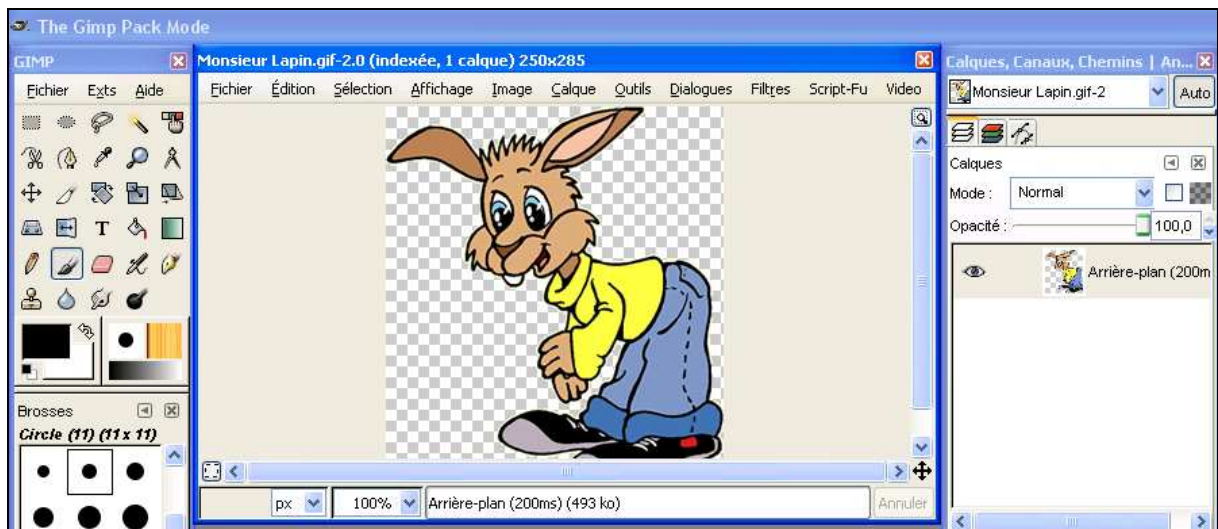 The Gimp Pack Mode
GIMP
Fichier Exts Aide
Brosses
Circle (11) (11 x 11)
Monsieur Lapin.gif-2.0 (indexée, 1 calque) 250x285
Fichier Édition Sélection Affichage Image Calque Outils Dialogues Filtres Script-Fu Video
px 100% Arrière-plan (200ms) (493 ko) Annuler
Calques, Canaux, Chemins | An...
Monsieur Lapin.gif-2 Auto
Calques
Mode : Normal
Opacité : 100,0
Arrière-plan (200m